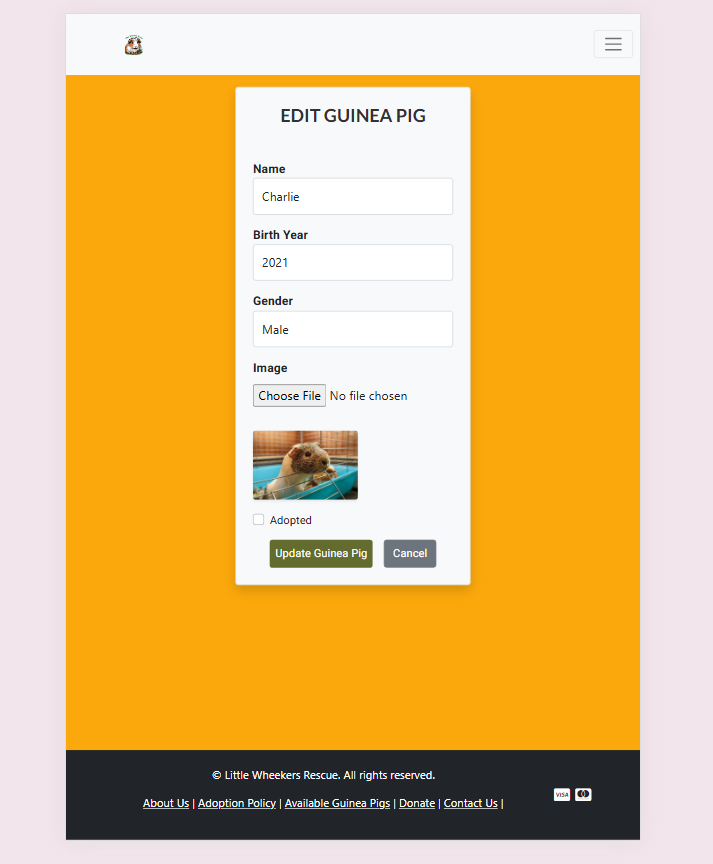 EDIT GUINEA PIG
Name
Charlie
Birth Year
2021
Gender
Male
Image
Choose File No file chosen
Adopted
Update Guinea Pig Cancel
© Little Wheekers Rescue. All rights reserved.
About Us | Adoption Policy | Available Guinea Pigs | Donate | Contact Us |
VISA